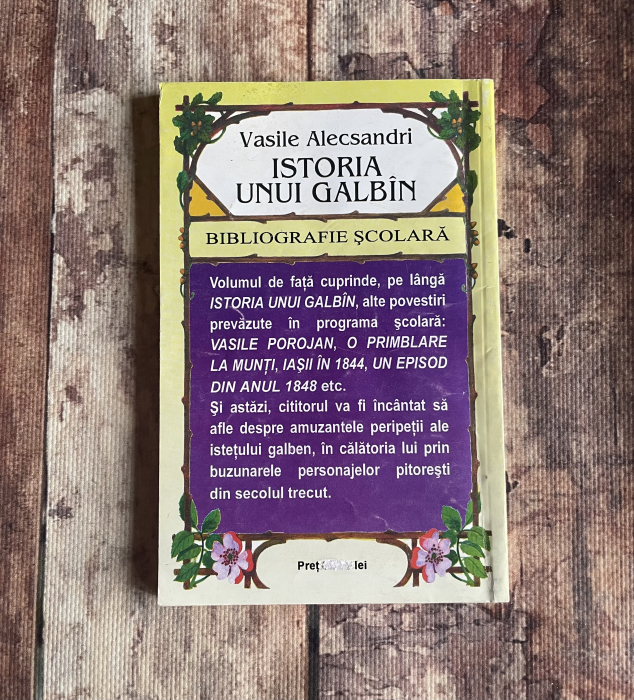 Vasile Alecsandri
ISTORIA
UNUI GALBÎN
BIBLIOGRAFIE ŞCOLARĂ
Volumul de faţă cuprinde, pe lângă
ISTORIA UNUI GALBÎN, alte povestiri
prevăzute în programa şcolară:
VASILE POROJAN, O PRIMBLARE
LA MUNŢI, IAŞII ÎN 1844, UN EPISOD
DIN ANUL 1848 etc.
Şi astăzi, cititorul va fi încântat să
afle despre amuzantele peripeţii ale
isteţului galben, în călătoria lui prin
buzunarele personajelor pitoreşti
din secolul trecut.
Preţ lei